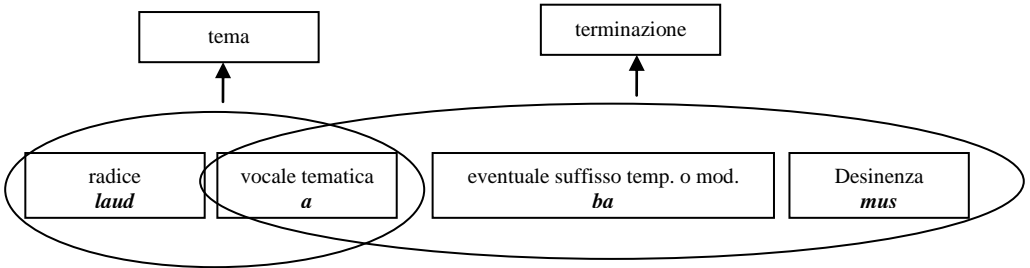 tema
terminazione
radice
laud
vocale tematica
a
eventuale suffisso temp. o mod.
ba
Desinenza
mus